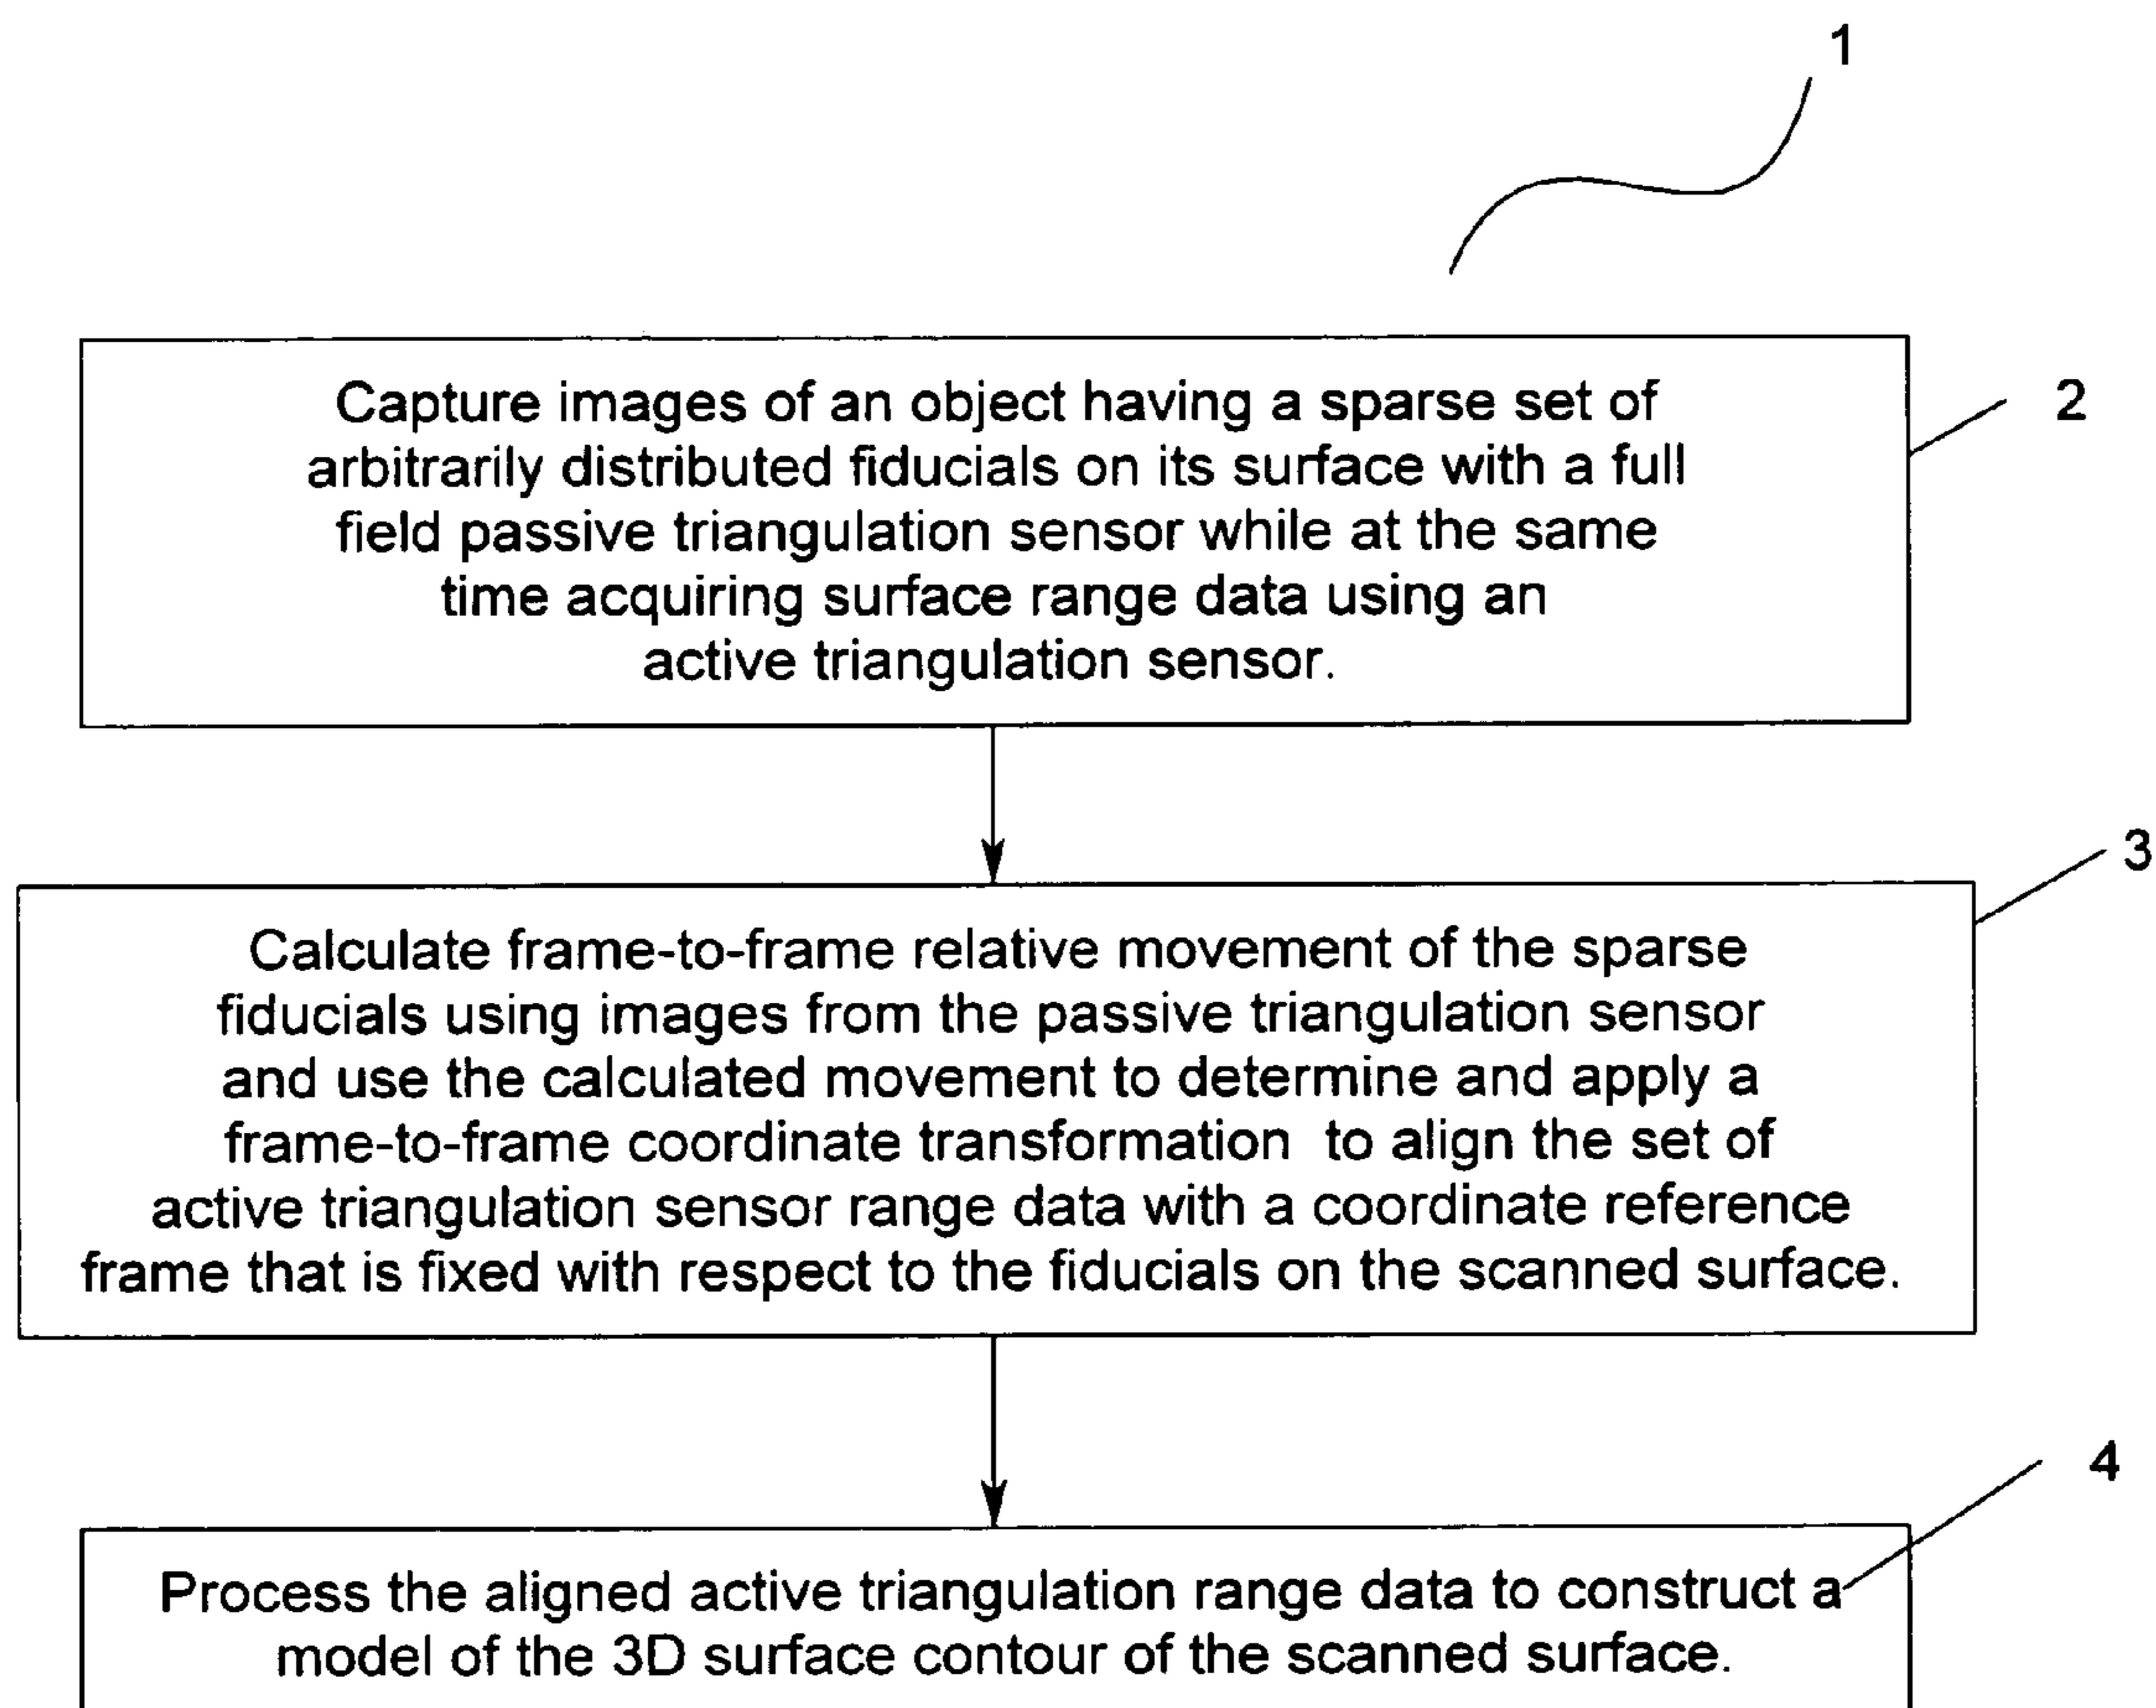 1
Capture images of an object having a sparse set of
arbitrarily distributed fiducials on its surface with a full
field passive triangulation sensor while at the same
time acquiring surface range data using an
active triangulation sensor.
2
3
Calculate frame-to-frame relative movement of the sparse
fiducials using images from the passive triangulation sensor
and use the calculated movement to determine and apply a
frame-to-frame coordinate transformation to align the set of
active triangulation sensor range data with a coordinate reference
frame that is fixed with respect to the fiducials on the scanned surface.
4
Process the aligned active triangulation range data to construct a
model of the 3D surface contour of the scanned surface.